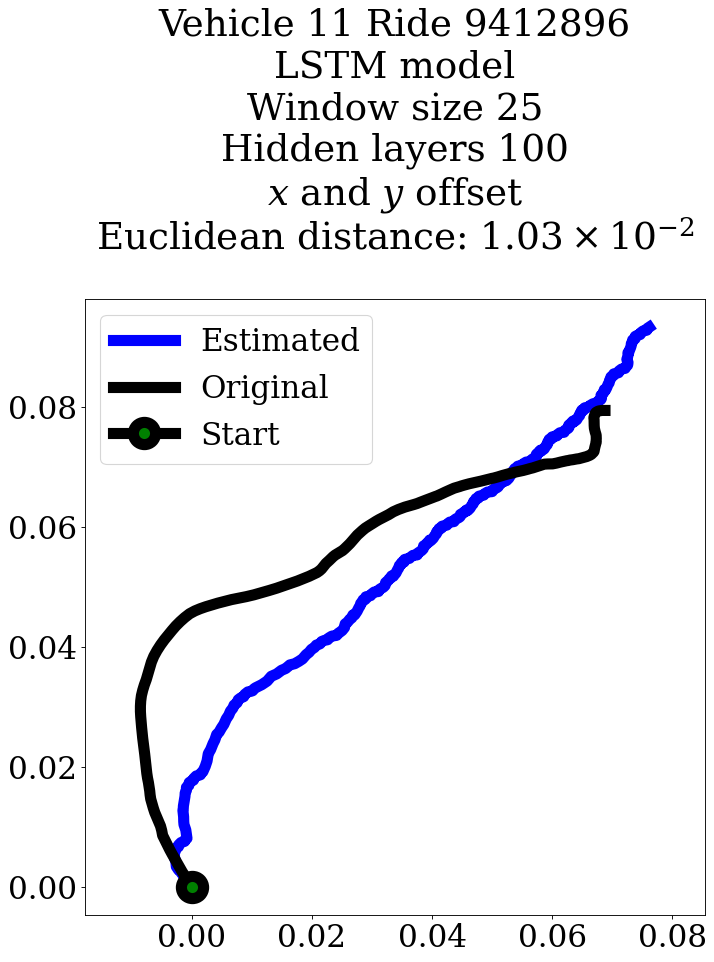 Vehicle 11 Ride 9412896
LSTM model
Window size 25
Hidden layers 100
x and y offset
Euclidean distance: 1.03 × 10⁻²
Estimated
Original
Start
0.08
0.06
0.04
0.02
0.00
0.00 0.02 0.04 0.06 0.08